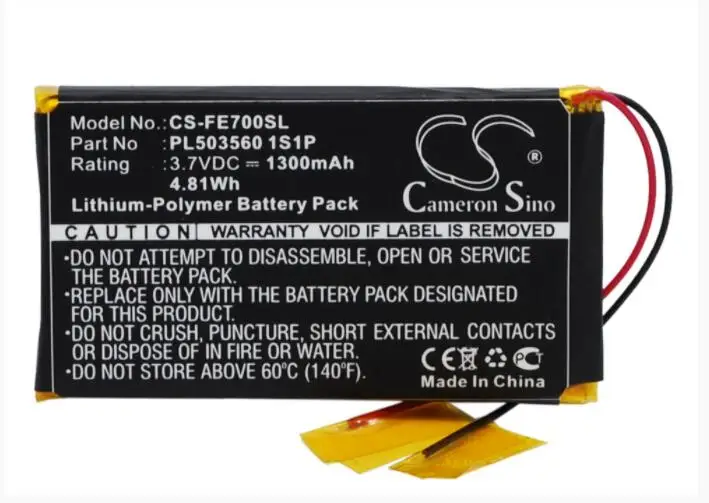 Model No.:CS-FE700SL
Part No :PL503560 1S1P
Rating :3.7VDC ⎓ 1300mAh
4.81Wh
Lithium-Polymer Battery Pack
CS ®
Cameron Sino
CAUTION WARRANTY VOID IF LABEL IS REMOVED
•DO NOT ATTEMPT TO DISASSEMBLE, OPEN OR SERVICE
THE BATTERY PACK.
•REPLACE ONLY WITH THE BATTERY PACK DESIGNATED
FOR THIS PRODUCT.
•DO NOT CRUSH, PUNCTURE, SHORT EXTERNAL CONTACTS
OR DISPOSE OF IN FIRE OR WATER.
•DO NOT STORE ABOVE 60°C (140°F).
CE PC
Made In China